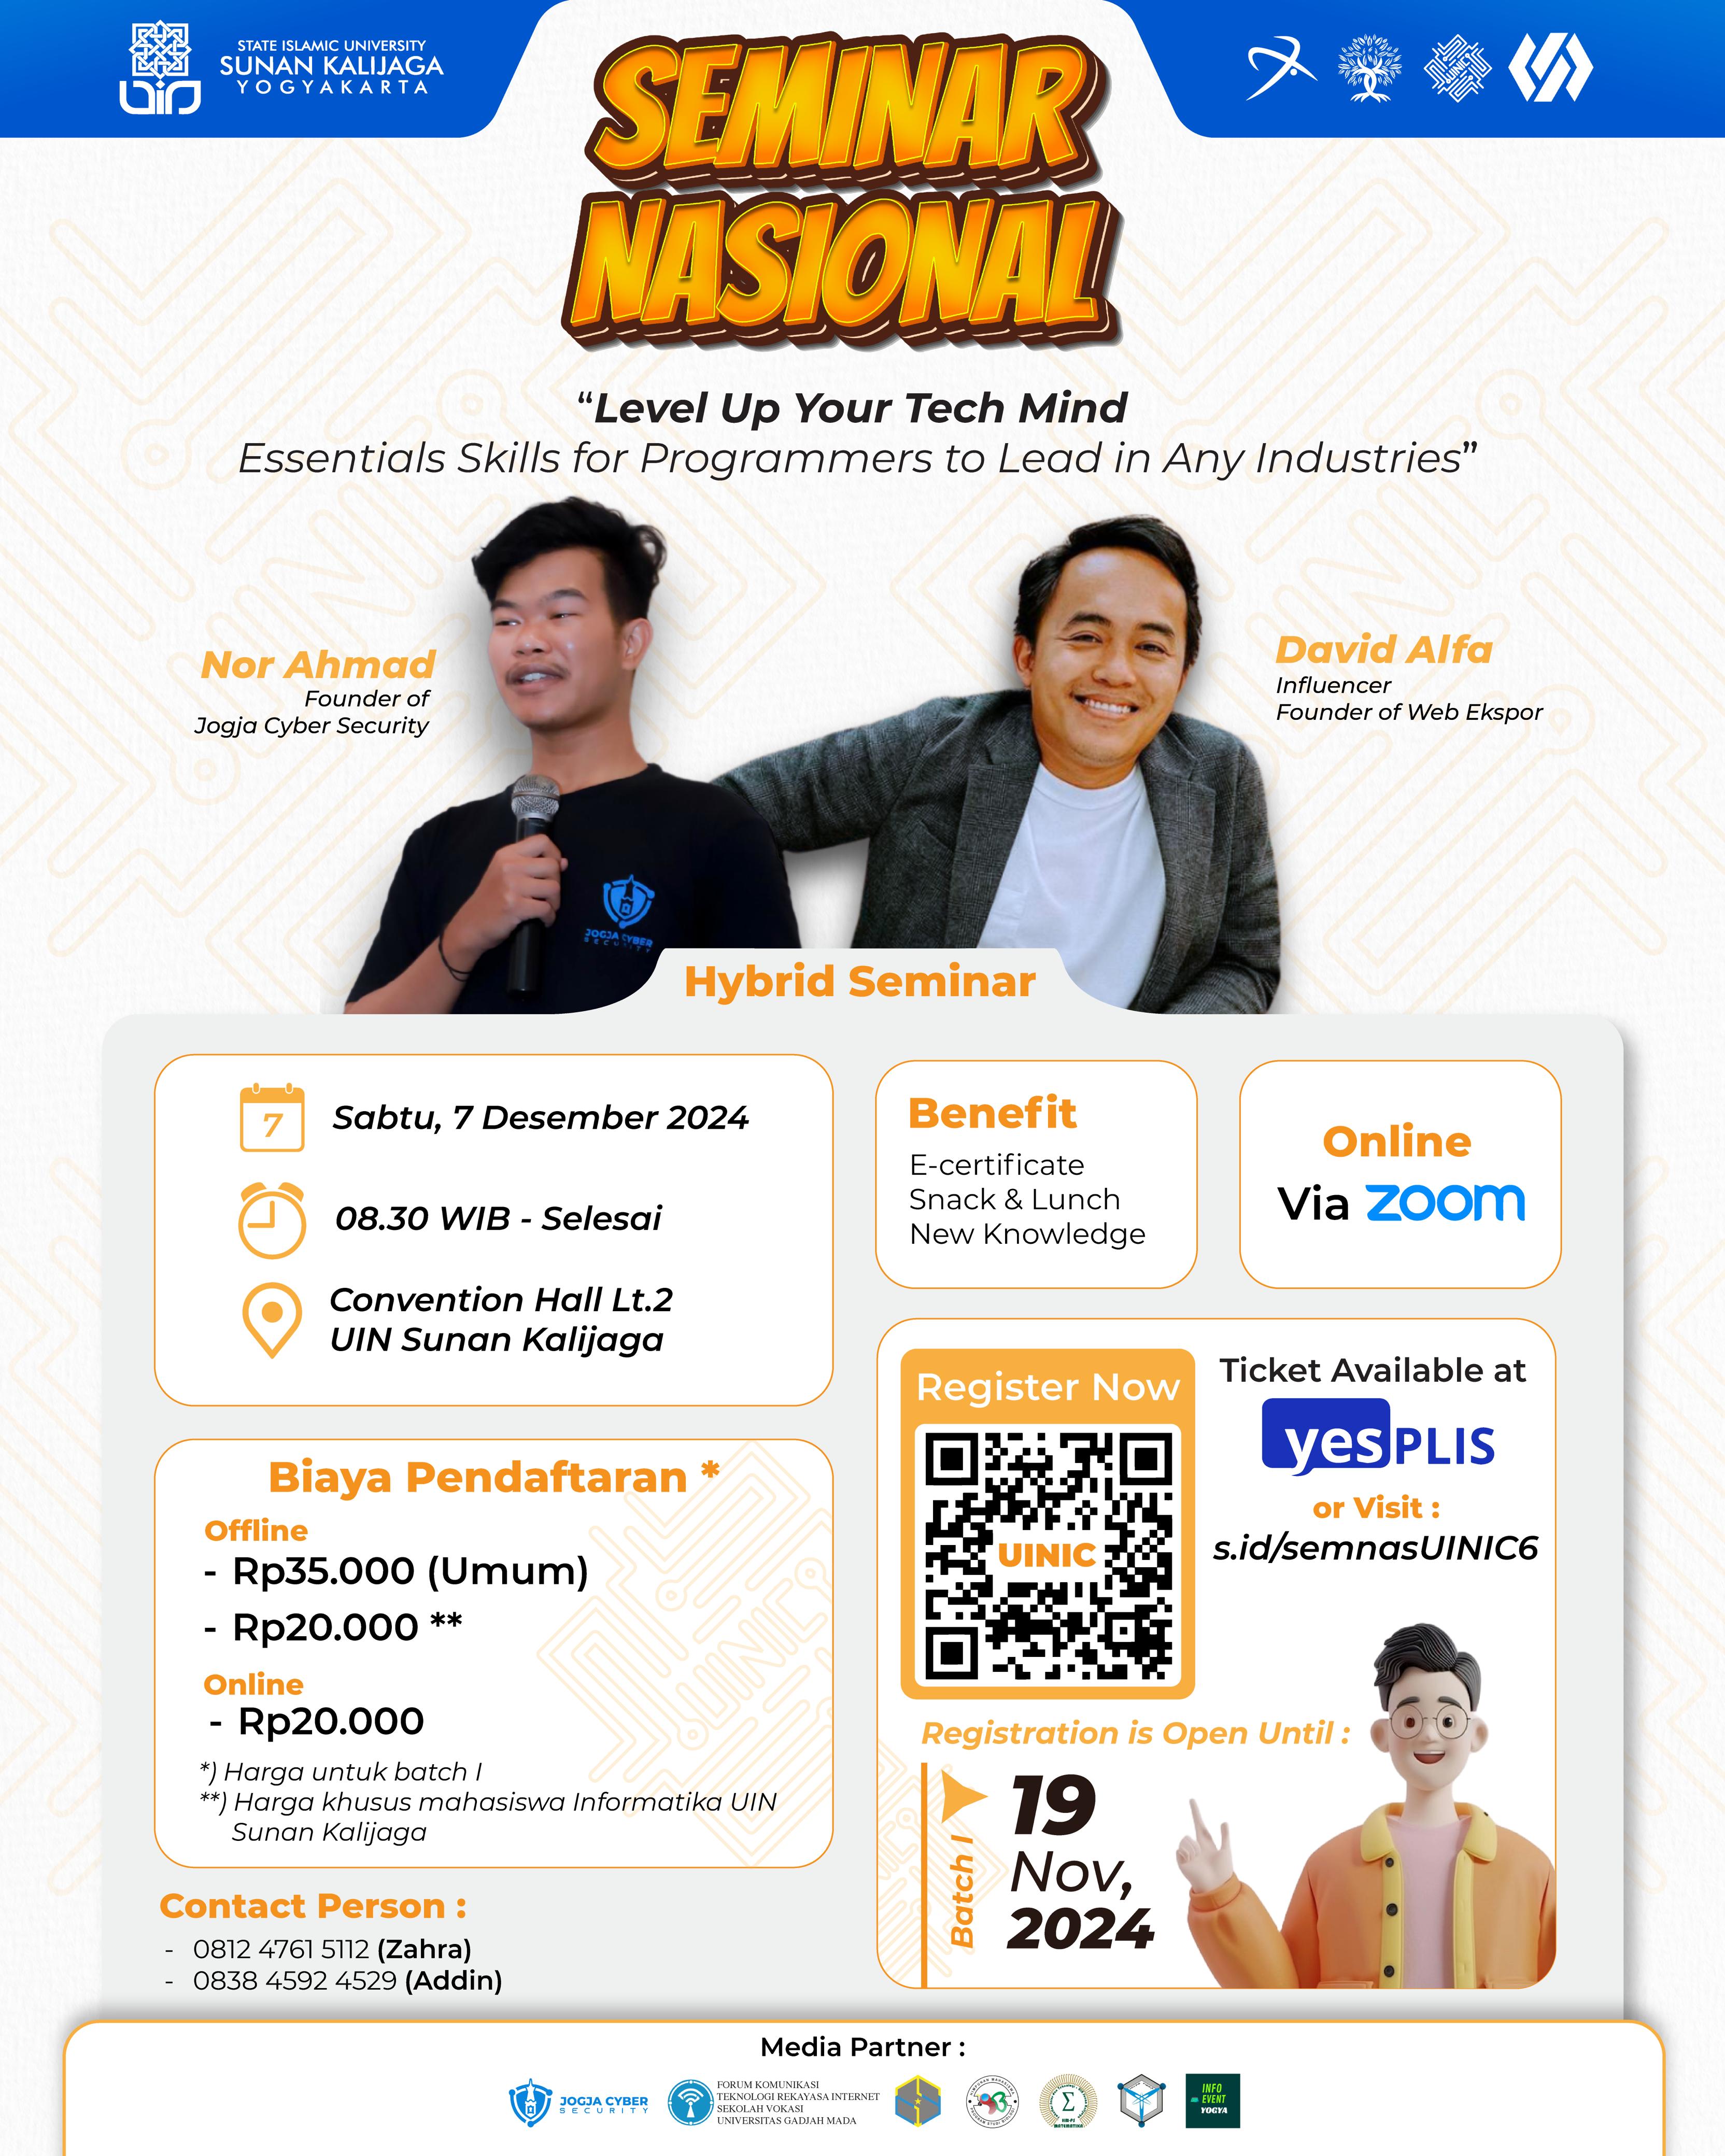 STATE ISLAMIC UNIVERSITY
SUNAN KALIJAGA
YOGYAKARTA
UINIC
SEMINAR
NASIONAL
“Level Up Your Tech Mind
Essentials Skills for Programmers to Lead in Any Industries”
Nor Ahmad
Founder of
Jogja Cyber Security
David Alfa
Influencer
Founder of Web Ekspor
JOGJA CYBER
SECURITY
Hybrid Seminar
7
Sabtu, 7 Desember 2024
08.30 WIB - Selesai
Convention Hall Lt.2
UIN Sunan Kalijaga
Benefit
E-certificate
Snack & Lunch
New Knowledge
Online
Via zoom
Biaya Pendaftaran *
Offline
- Rp35.000 (Umum)
- Rp20.000 **
Online
- Rp20.000
*) Harga untuk batch I
**) Harga khusus mahasiswa Informatika UIN
Sunan Kalijaga
Register Now
UINIC
Ticket Available at
yesPLIS
or Visit :
s.id/semnasUINIC6
Registration is Open Until :
Batch I
19
Nov,
2024
Contact Person :
- 0812 4761 5112 (Zahra)
- 0838 4592 4529 (Addin)
Media Partner :
JOGJA CYBER
SECURITY
FORUM KOMUNIKASI
TEKNOLOGI REKAYASA INTERNET
SEKOLAH VOKASI
UNIVERSITAS GADJAH MADA
INFO
EVENT
YOGYA